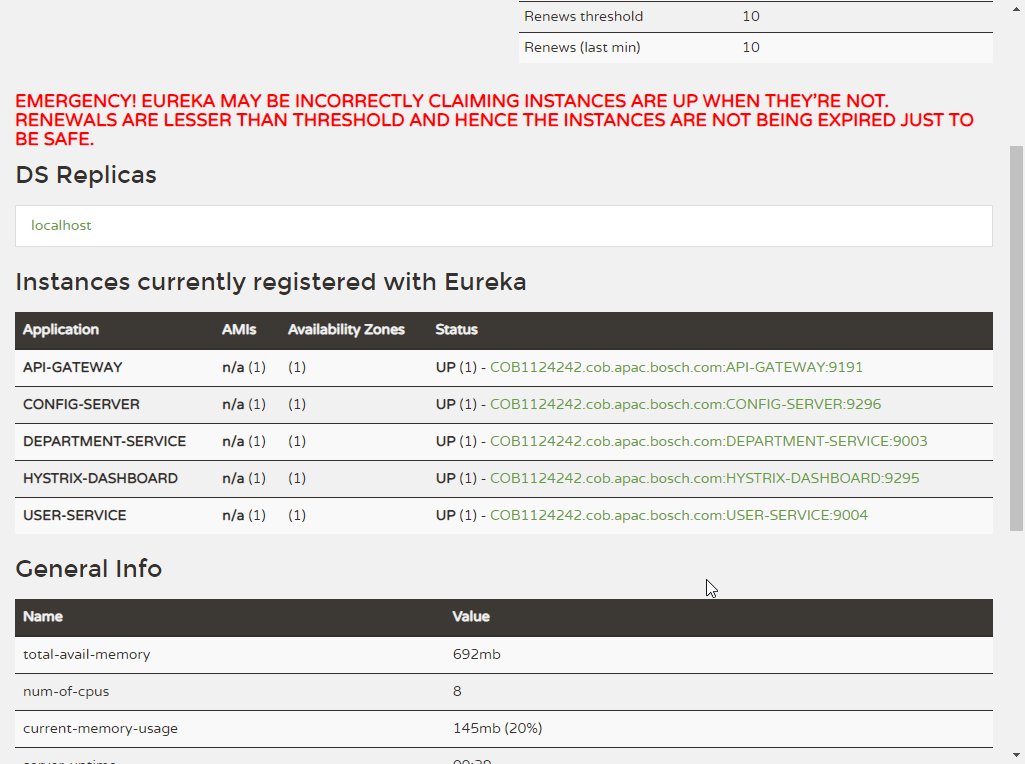 Renews threshold 10
Renews (last min) 10
EMERGENCY! EUREKA MAY BE INCORRECTLY CLAIMING INSTANCES ARE UP WHEN THEY'RE NOT.
RENEWALS ARE LESSER THAN THRESHOLD AND HENCE THE INSTANCES ARE NOT BEING EXPIRED JUST TO
BE SAFE.
DS Replicas
localhost
Instances currently registered with Eureka
Application AMIs Availability Zones Status
API-GATEWAY n/a (1) (1) UP (1) - COB1124242.cob.apac.bosch.com:API-GATEWAY:9191
CONFIG-SERVER n/a (1) (1) UP (1) - COB1124242.cob.apac.bosch.com:CONFIG-SERVER:9296
DEPARTMENT-SERVICE n/a (1) (1) UP (1) - COB1124242.cob.apac.bosch.com:DEPARTMENT-SERVICE:9003
HYSTRIX-DASHBOARD n/a (1) (1) UP (1) - COB1124242.cob.apac.bosch.com:HYSTRIX-DASHBOARD:9295
USER-SERVICE n/a (1) (1) UP (1) - COB1124242.cob.apac.bosch.com:USER-SERVICE:9004
General Info
Name Value
total-avail-memory 692mb
num-of-cpus 8
current-memory-usage 145mb (20%)